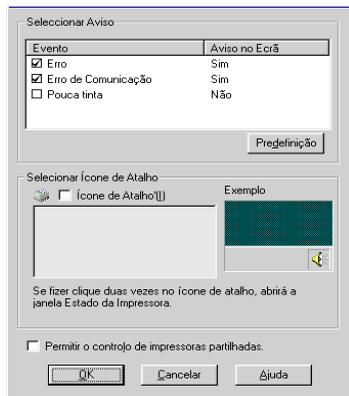 Seleccionar Aviso
Evento Aviso no Ecrã
Erro Sim
Erro de Comunicação Sim
Pouca tinta Não
Predefinição
Selecionar Ícone de Atalho
Ícone de Atalho'(I) Exemplo
Se fizer clique duas vezes no ícone de atalho, abrirá a
janela Estado da Impressora.
Permitir o controlo de impressoras partilhadas.
OK Cancelar Ajuda